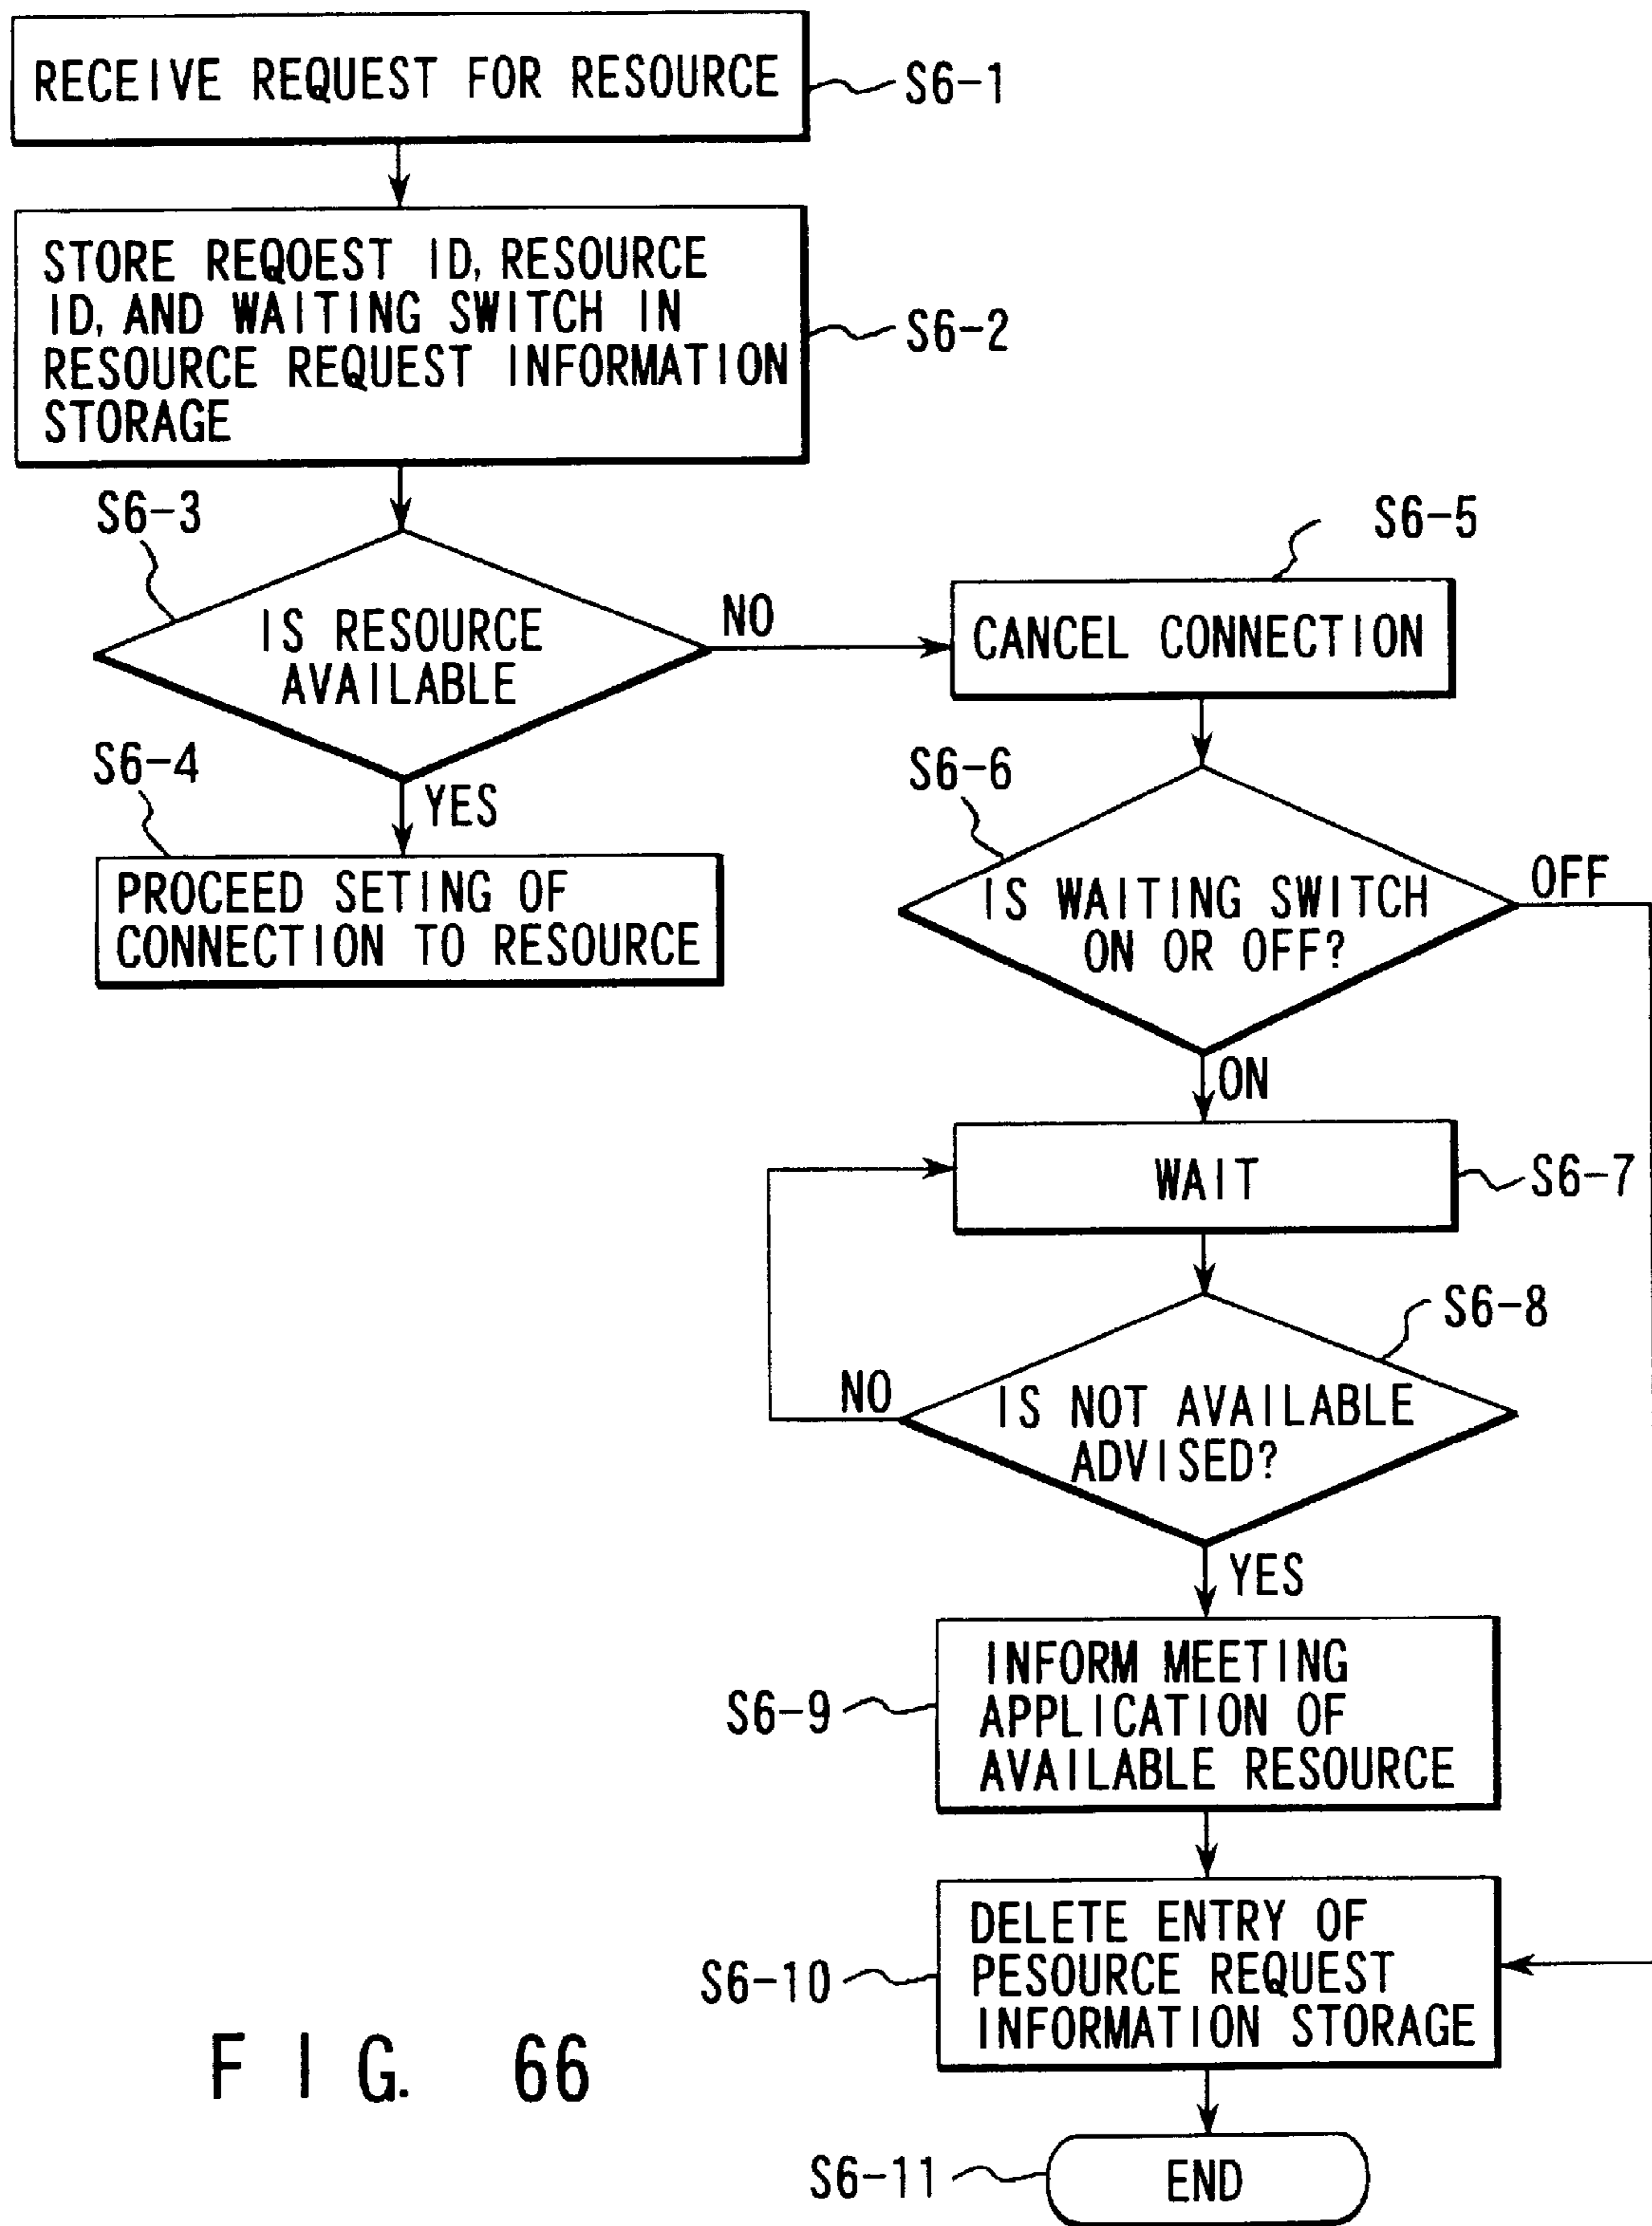 RECEIVE REQUEST FOR RESOURCE
S6-1
STORE REQOEST ID, RESOURCE
ID, AND WAITING SWITCH IN
RESOURCE REQUEST INFORMATION
STORAGE
S6-2
S6-3
IS RESOURCE
AVAILABLE
NO
YES
S6-4
PROCEED SETING OF
CONNECTION TO RESOURCE
S6-5
CANCEL CONNECTION
S6-6
IS WAITING SWITCH
ON OR OFF?
OFF
ON
WAIT
S6-7
S6-8
IS NOT AVAILABLE
ADVISED?
NO
YES
S6-9
INFORM MEETING
APPLICATION OF
AVAILABLE RESOURCE
S6-10
DELETE ENTRY OF
PESOURCE REQUEST
INFORMATION STORAGE
S6-11
END
FIG. 66